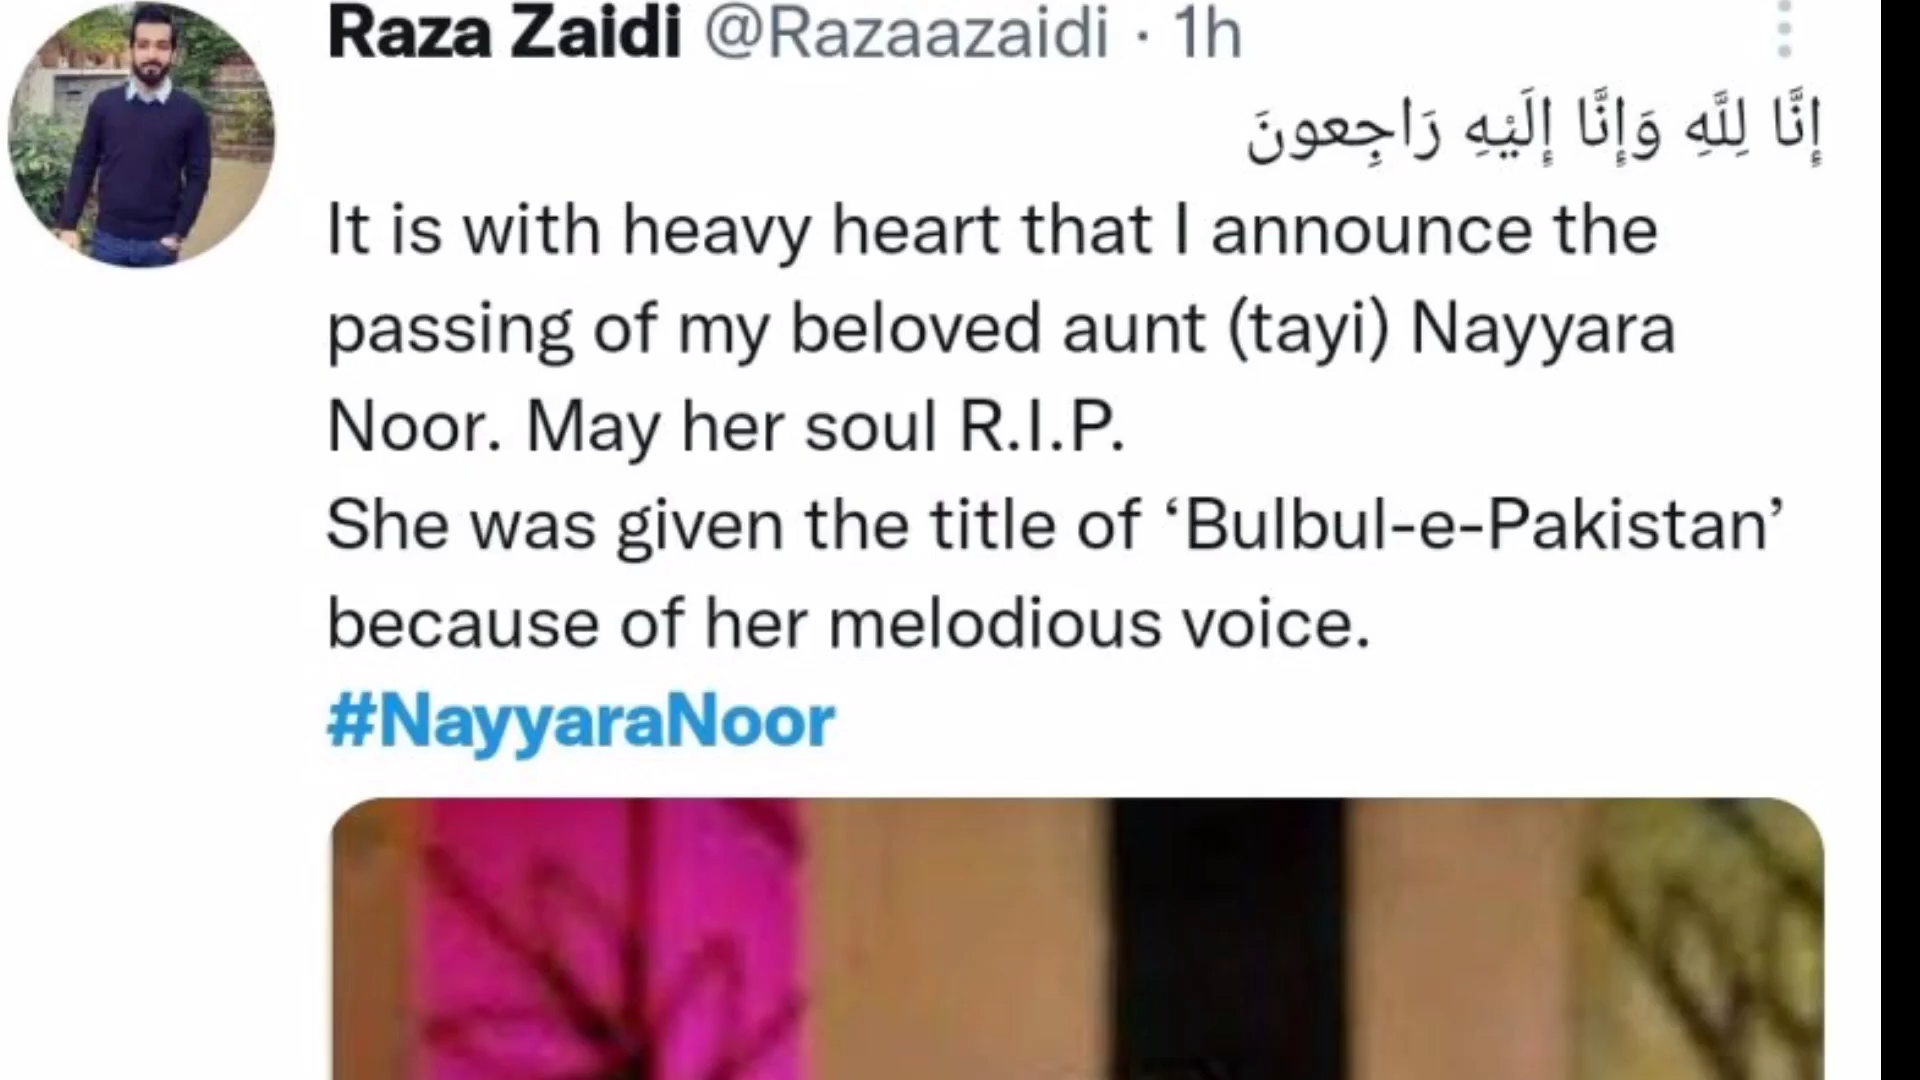 Raza Zaidi @Razaazaidi · 1h
إِنَّا لِلَّهِ وَإِنَّا إِلَيْهِ رَاجِعونَ
It is with heavy heart that I announce the
passing of my beloved aunt (tayi) Nayyara
Noor. May her soul R.I.P.
She was given the title of ‘Bulbul-e-Pakistan’
because of her melodious voice.
#NayyaraNoor